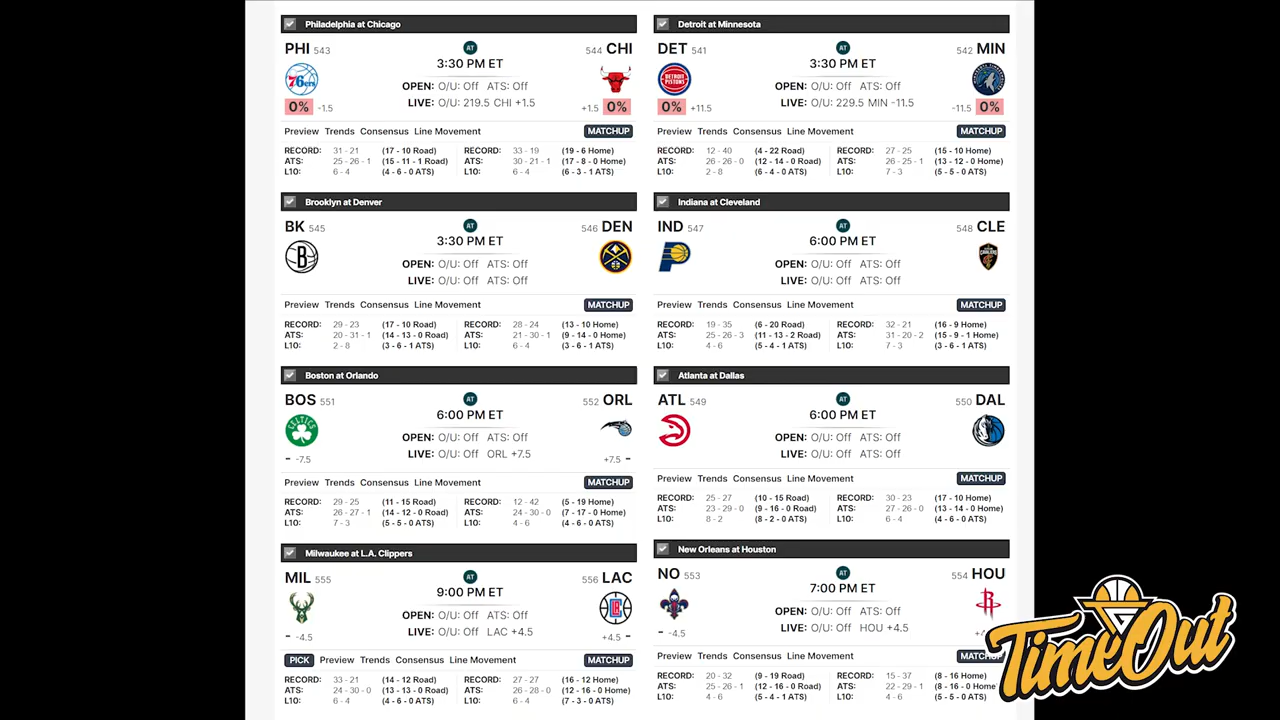 Philadelphia at Chicago
PHI 543
AT
544 CHI
3:30 PM ET
76ers
OPEN: O/U: Off ATS: Off
LIVE: O/U: 219.5 CHI +1.5
0% -1.5
+1.5 0%
Preview Trends Consensus Line Movement
MATCHUP
RECORD: 31 - 21 (17 - 10 Road) RECORD: 33 - 19 (19 - 6 Home)
ATS: 25 - 26 - 1 (15 - 11 - 1 Road) ATS: 30 - 21 - 1 (17 - 8 - 0 Home)
L10: 6 - 4 (4 - 6 - 0 ATS) L10: 6 - 4 (6 - 3 - 1 ATS)
Detroit at Minnesota
DET 541
AT
542 MIN
3:30 PM ET
DETROIT PISTONS
OPEN: O/U: Off ATS: Off
LIVE: O/U: 229.5 MIN -11.5
0% +11.5
-11.5 0%
Preview Trends Consensus Line Movement
MATCHUP
RECORD: 12 - 40 (4 - 22 Road) RECORD: 27 - 25 (15 - 10 Home)
ATS: 26 - 26 - 0 (12 - 14 - 0 Road) ATS: 26 - 25 - 1 (13 - 12 - 0 Home)
L10: 2 - 8 (6 - 4 - 0 ATS) L10: 7 - 3 (5 - 5 - 0 ATS)
Brooklyn at Denver
BK 545
AT
546 DEN
3:30 PM ET
B
OPEN: O/U: Off ATS: Off
LIVE: O/U: Off ATS: Off
Preview Trends Consensus Line Movement
MATCHUP
RECORD: 29 - 23 (17 - 10 Road) RECORD: 28 - 24 (13 - 10 Home)
ATS: 20 - 31 - 1 (14 - 13 - 0 Road) ATS: 21 - 30 - 1 (9 - 14 - 0 Home)
L10: 2 - 8 (3 - 6 - 1 ATS) L10: 6 - 4 (3 - 6 - 1 ATS)
Indiana at Cleveland
IND 547
AT
548 CLE
6:00 PM ET
OPEN: O/U: Off ATS: Off
LIVE: O/U: Off ATS: Off
Preview Trends Consensus Line Movement
MATCHUP
RECORD: 19 - 35 (6 - 20 Road) RECORD: 32 - 21 (16 - 9 Home)
ATS: 25 - 26 - 3 (11 - 13 - 2 Road) ATS: 31 - 20 - 2 (15 - 9 - 1 Home)
L10: 4 - 6 (5 - 4 - 1 ATS) L10: 7 - 3 (3 - 6 - 1 ATS)
Boston at Orlando
BOS 551
AT
552 ORL
6:00 PM ET
CELTICS
OPEN: O/U: Off ATS: Off
LIVE: O/U: Off ORL +7.5
- -7.5
+7.5 -
Preview Trends Consensus Line Movement
MATCHUP
RECORD: 29 - 25 (11 - 15 Road) RECORD: 12 - 42 (5 - 19 Home)
ATS: 26 - 27 - 1 (14 - 12 - 0 Road) ATS: 24 - 30 - 0 (7 - 17 - 0 Home)
L10: 7 - 3 (5 - 5 - 0 ATS) L10: 4 - 6 (4 - 6 - 0 ATS)
Atlanta at Dallas
ATL 549
AT
550 DAL
6:00 PM ET
OPEN: O/U: Off ATS: Off
LIVE: O/U: Off ATS: Off
Preview Trends Consensus Line Movement
MATCHUP
RECORD: 25 - 27 (10 - 15 Road) RECORD: 30 - 23 (17 - 10 Home)
ATS: 23 - 29 - 0 (9 - 16 - 0 Road) ATS: 27 - 26 - 0 (13 - 14 - 0 Home)
L10: 8 - 2 (8 - 2 - 0 ATS) L10: 6 - 4 (4 - 6 - 0 ATS)
Milwaukee at L.A. Clippers
MIL 555
AT
556 LAC
9:00 PM ET
OPEN: O/U: Off ATS: Off
LIVE: O/U: Off LAC +4.5
- -4.5
+4.5 -
PICK Preview Trends Consensus Line Movement
MATCHUP
RECORD: 33 - 21 (14 - 12 Road) RECORD: 27 - 27 (16 - 12 Home)
ATS: 24 - 30 - 0 (13 - 13 - 0 Road) ATS: 26 - 28 - 0 (12 - 16 - 0 Home)
L10: 6 - 4 (4 - 6 - 0 ATS) L10: 6 - 4 (7 - 3 - 0 ATS)
New Orleans at Houston
NO 553
AT
554 HOU
7:00 PM ET
OPEN: O/U: Off ATS: Off
LIVE: O/U: Off HOU +4.5
- -4.5
Preview Trends Consensus Line Movement
RECORD: 20 - 32 (9 - 19 Road) RECORD: 15 - 37 (8 - 16 Home)
ATS: 25 - 26 - 1 (12 - 16 - 0 Road) ATS: 22 - 29 - 1 (8 - 16 - 0 Home)
L10: 4 - 6 (5 - 4 - 1 ATS) L10: 4 - 6 (5 - 5 - 0 ATS)
TimeOut